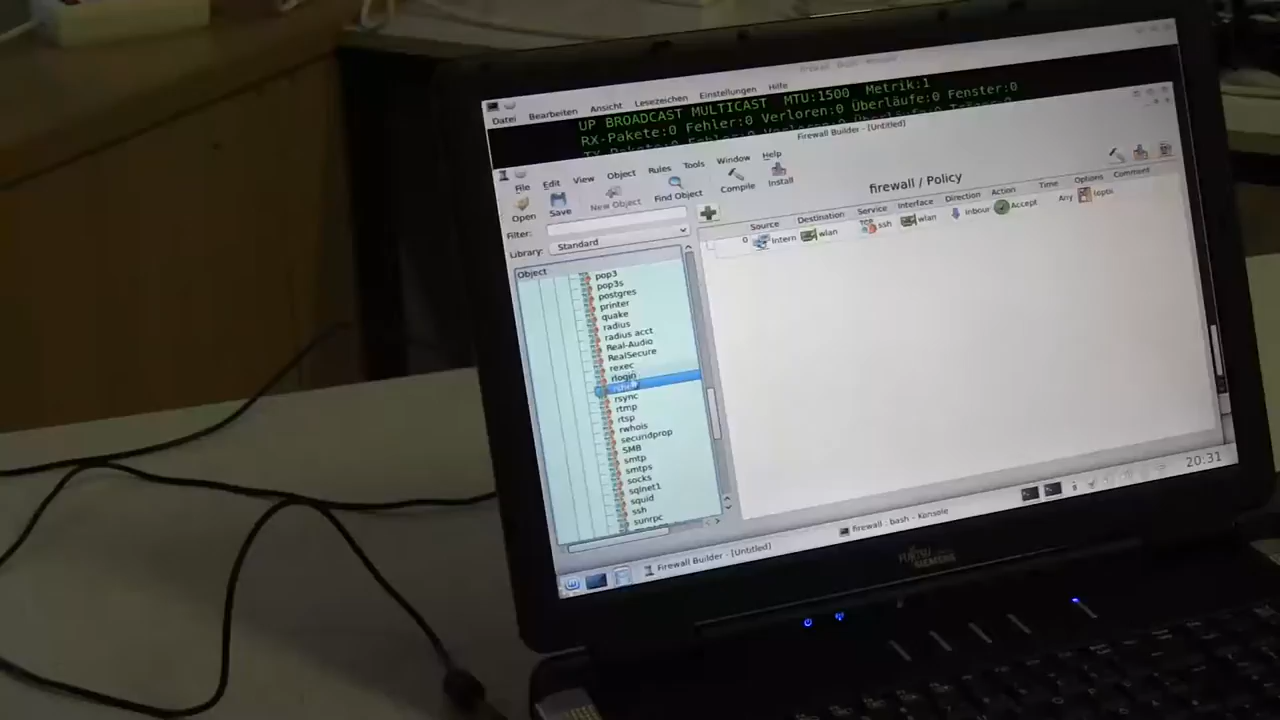 Datei Bearbeiten Ansicht Lesezeichen Einstellungen Hilfe
UP BROADCAST MULTICAST MTU:1500 Metrik:1
RX-Pakete:0 Fehler:0 Verloren:0 Überläufe:0 Fenster:0
Firewall Builder - [Untitled]
File Edit View Object Rules Tools Window Help
Open Save New Object Find Object Compile Install
Filter:
Library: Standard
firewall / Policy
Source Destination Service Interface Direction Action Time Options Comment
0 Intern wlan ssh wlan Inbour Accept Any
Object
pop3
pop3s
postgres
printer
quake
radius
radius acct
Real-Audio
RealSecure
rexec
rlogin
rshell
rsync
rtmp
rtsp
rwhois
secundprop
SMB
smtp
smtps
socks
sqlnet1
squid
ssh
sunrpc
Firewall Builder - [Untitled]
firewall : bash - Konsole
20:31
FUJITSU
SIEMENS